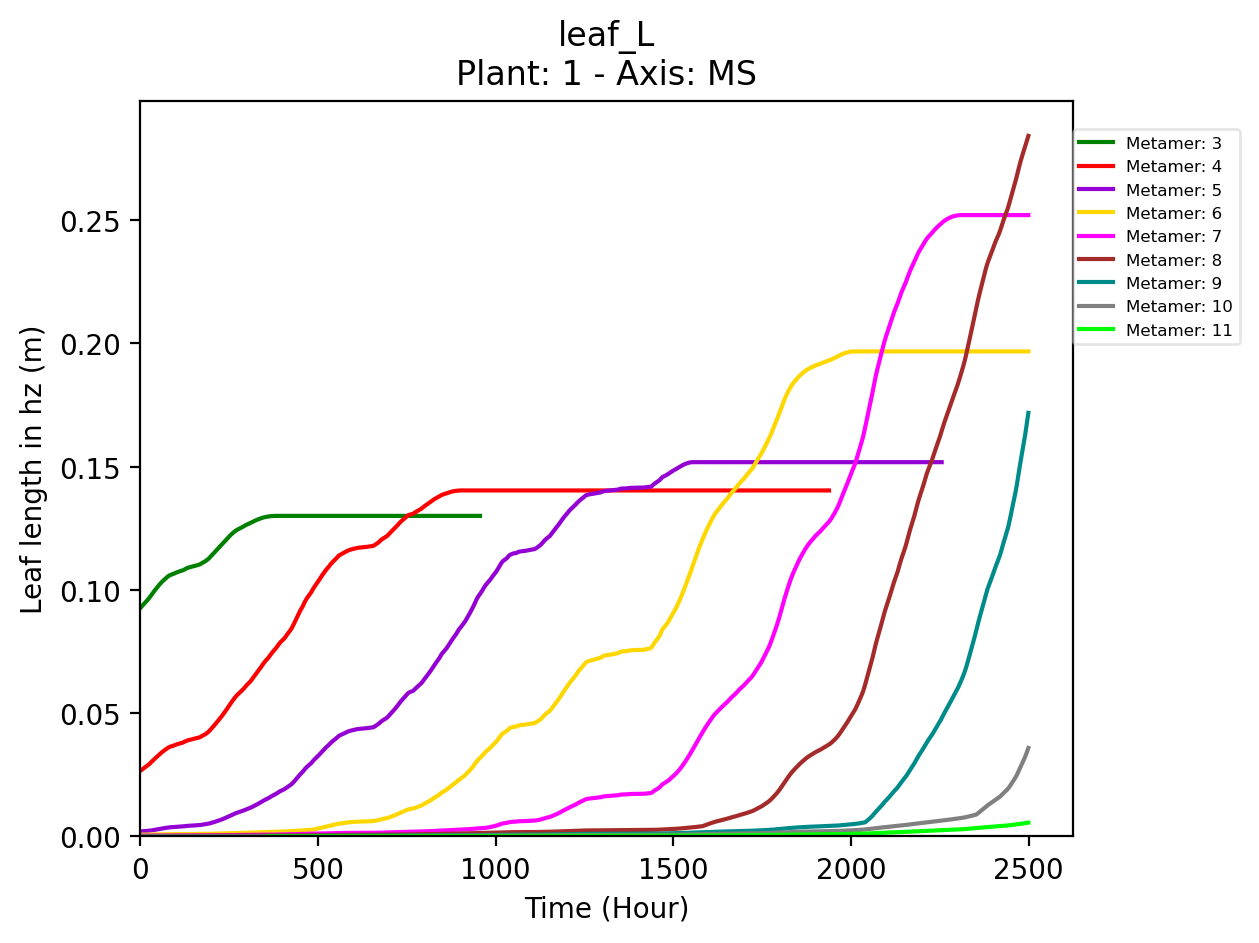 leaf_L
Plant: 1 - Axis: MS
Metamer: 3
Metamer: 4
Metamer: 5
Metamer: 6
Metamer: 7
Metamer: 8
Metamer: 9
Metamer: 10
Metamer: 11
Leaf length in hz (m)
0.25
0.20
0.15
0.10
0.05
0.00
0 500 1000 1500 2000 2500
Time (Hour)